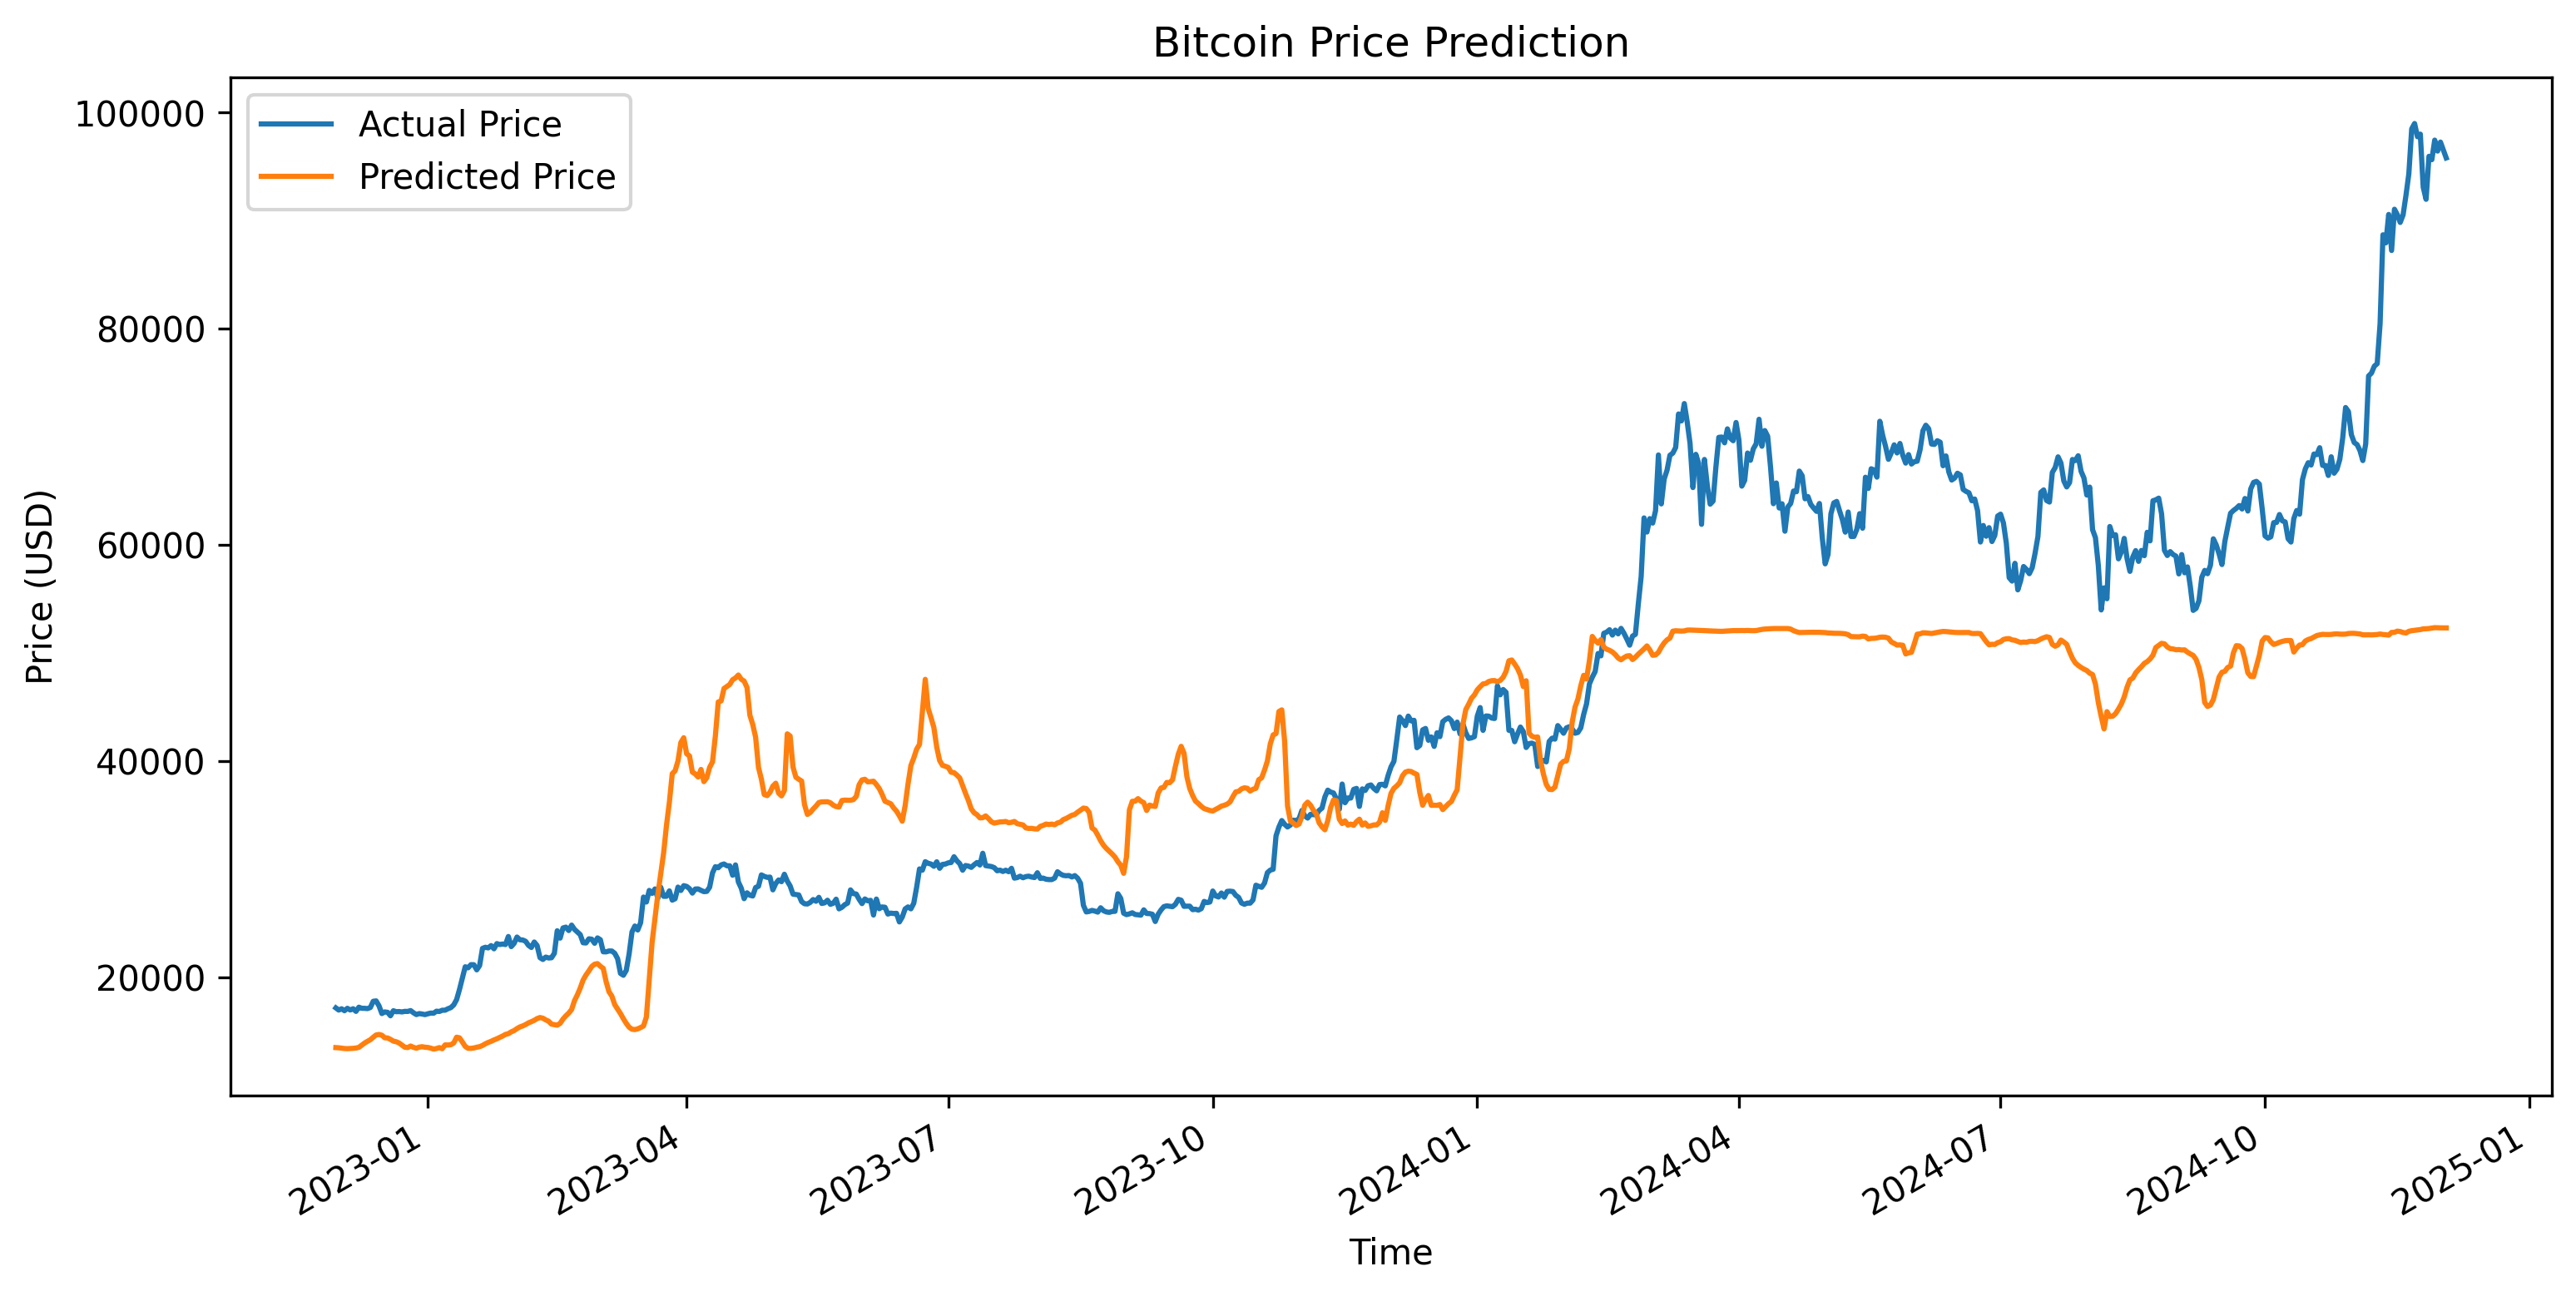 Bitcoin Price Prediction
Actual Price
Predicted Price
100000
80000
60000
40000
20000
Price (USD)
2023-01
2023-04
2023-07
2023-10
2024-01
2024-04
2024-07
2024-10
2025-01
Time